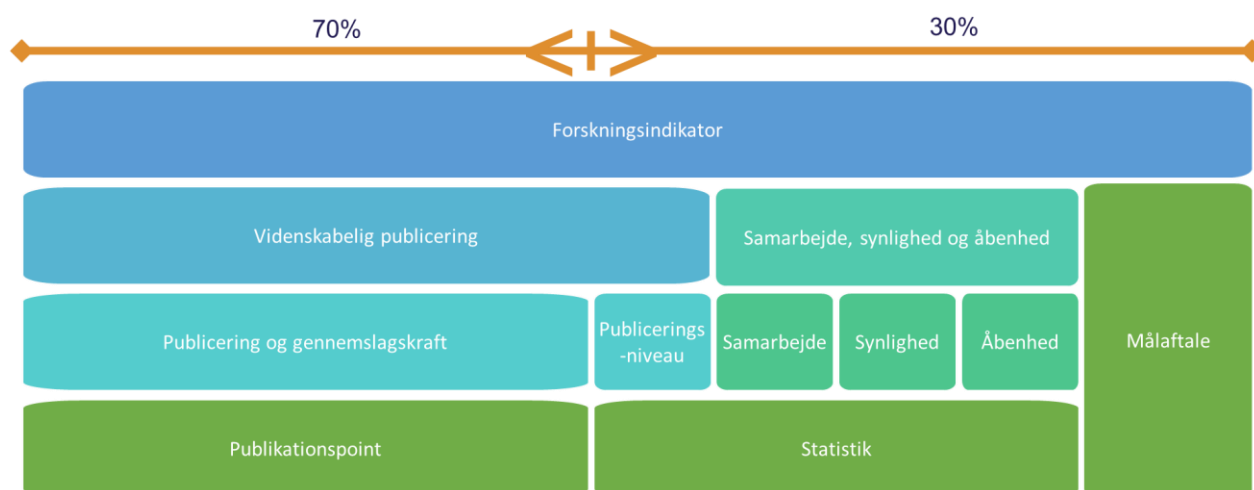 70%
30%
Forskningsindikator
Videnskabelig publicering
Samarbejde, synlighed og åbenhed
Publicering og gennemslagskraft
Publicerings
-niveau
Samarbejde
Synlighed
Åbenhed
Målaftale
Publikationspoint
Statistik